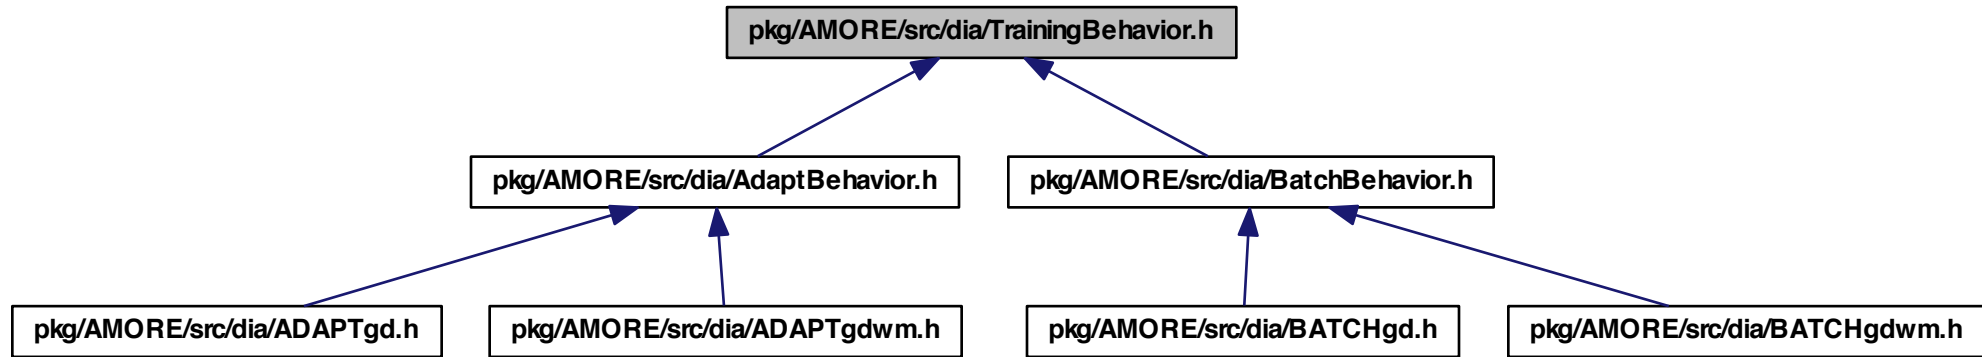 pkg/AMORE/src/dia/TrainingBehavior.h
pkg/AMORE/src/dia/AdaptBehavior.h
pkg/AMORE/src/dia/BatchBehavior.h
pkg/AMORE/src/dia/ADAPTgd.h
pkg/AMORE/src/dia/ADAPTgdwm.h
pkg/AMORE/src/dia/BATCHgd.h
pkg/AMORE/src/dia/BATCHgdwm.h